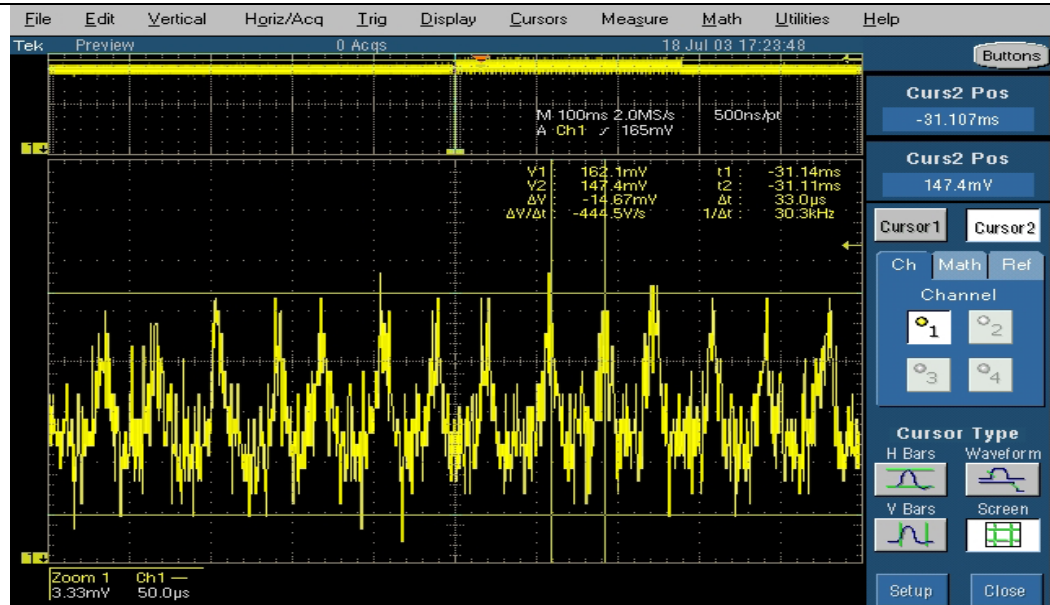 File Edit Vertical Horiz/Acq Trig Display Cursors Measure Math Utilities Help
Tek Preview 0 Acqs 18 Jul 03 17:23:48
Buttons
Curs2 Pos
-31.107ms
M 100ms 2.0MS/s 500ns/pt
A Ch1 165mV
1
Curs2 Pos
147.4mV
V1 : 162.1mV t1 : -31.14ms
V2 : 147.4mV t2 : -31.11ms
ΔV : -14.67mV Δt : 33.0µs
ΔV/Δt : -444.5V/s 1/Δt : 30.3kHz
Cursor1 Cursor2
Ch Math Ref
Channel
1 2
3 4
Cursor Type
H Bars Waveform
V Bars Screen
1
Zoom 1 Ch1
3.33mV 50.0µs
Setup Close